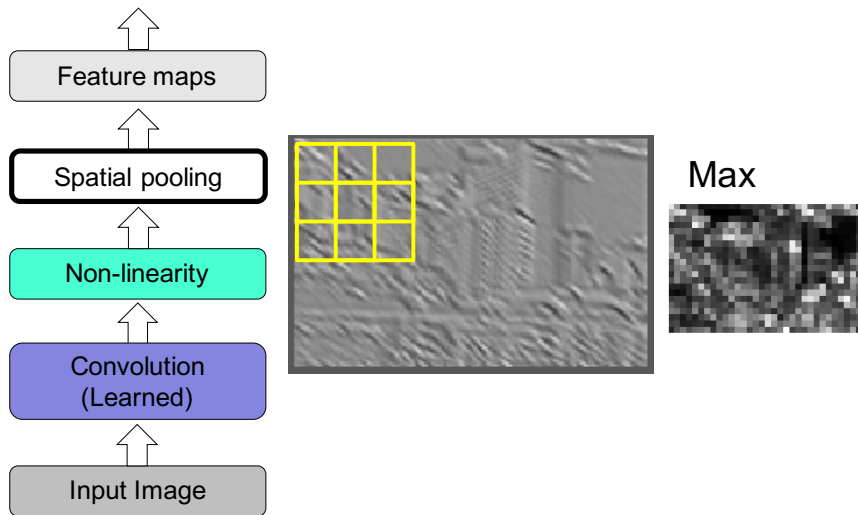 Feature maps
Spatial pooling
Max
Non-linearity
Convolution
(Learned)
Input Image